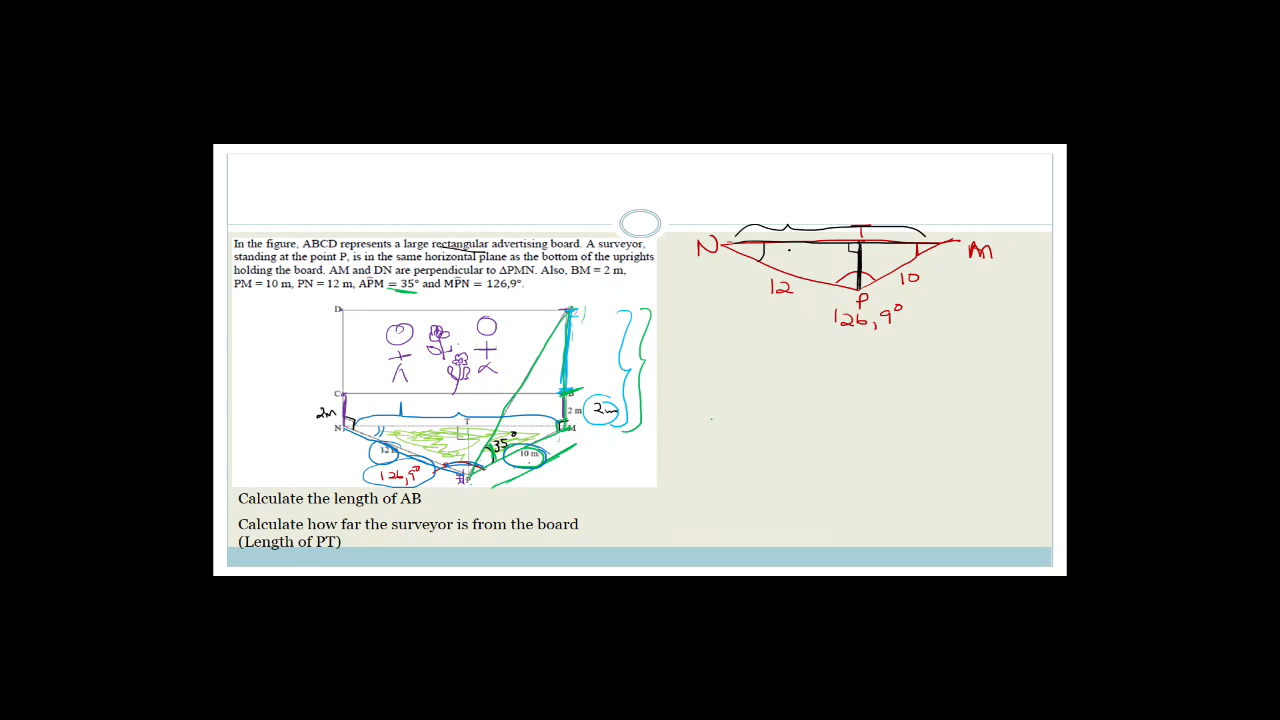 In the figure, ABCD represents a large rectangular advertising board. A surveyor,
standing at the point P, is in the same horizontal plane as the bottom of the uprights
holding the board. AM and DN are perpendicular to ΔPMN. Also, BM = 2 m,
PM = 10 m, PN = 12 m, AP̂M = 35° and MP̂N = 126,9°.
N
M
12
10
P
126,9°
D
C
2m
2 m
2m
T
N
M
35°
12 m
10 m
126,9°
P
Calculate the length of AB
Calculate how far the surveyor is from the board
(Length of PT)